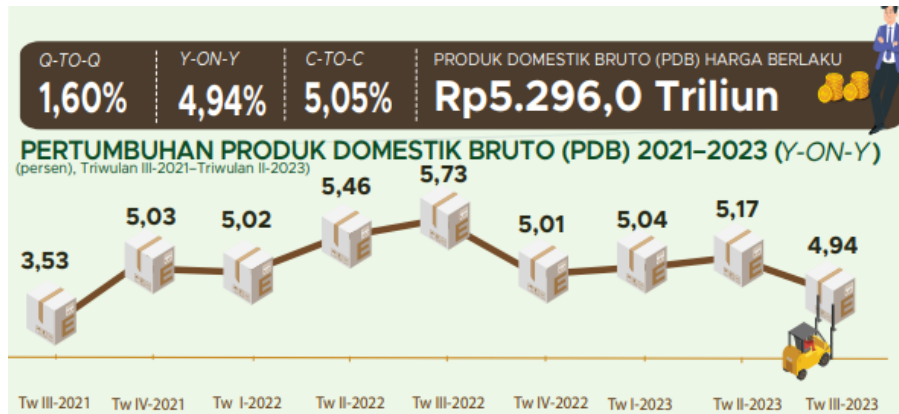 Q-TO-Q
1,60%
Y-ON-Y
4,94%
C-TO-C
5,05%
PRODUK DOMESTIK BRUTO (PDB) HARGA BERLAKU
Rp5.296,0 Triliun
PERTUMBUHAN PRODUK DOMESTIK BRUTO (PDB) 2021–2023 (Y-ON-Y)
(persen), Triwulan III-2021–Triwulan II-2023)
3,53
5,03
5,02
5,46
5,73
5,01
5,04
5,17
4,94
Tw III-2021
Tw IV-2021
Tw I-2022
Tw II-2022
Tw III-2022
Tw IV-2022
Tw I-2023
Tw II-2023
Tw III-2023